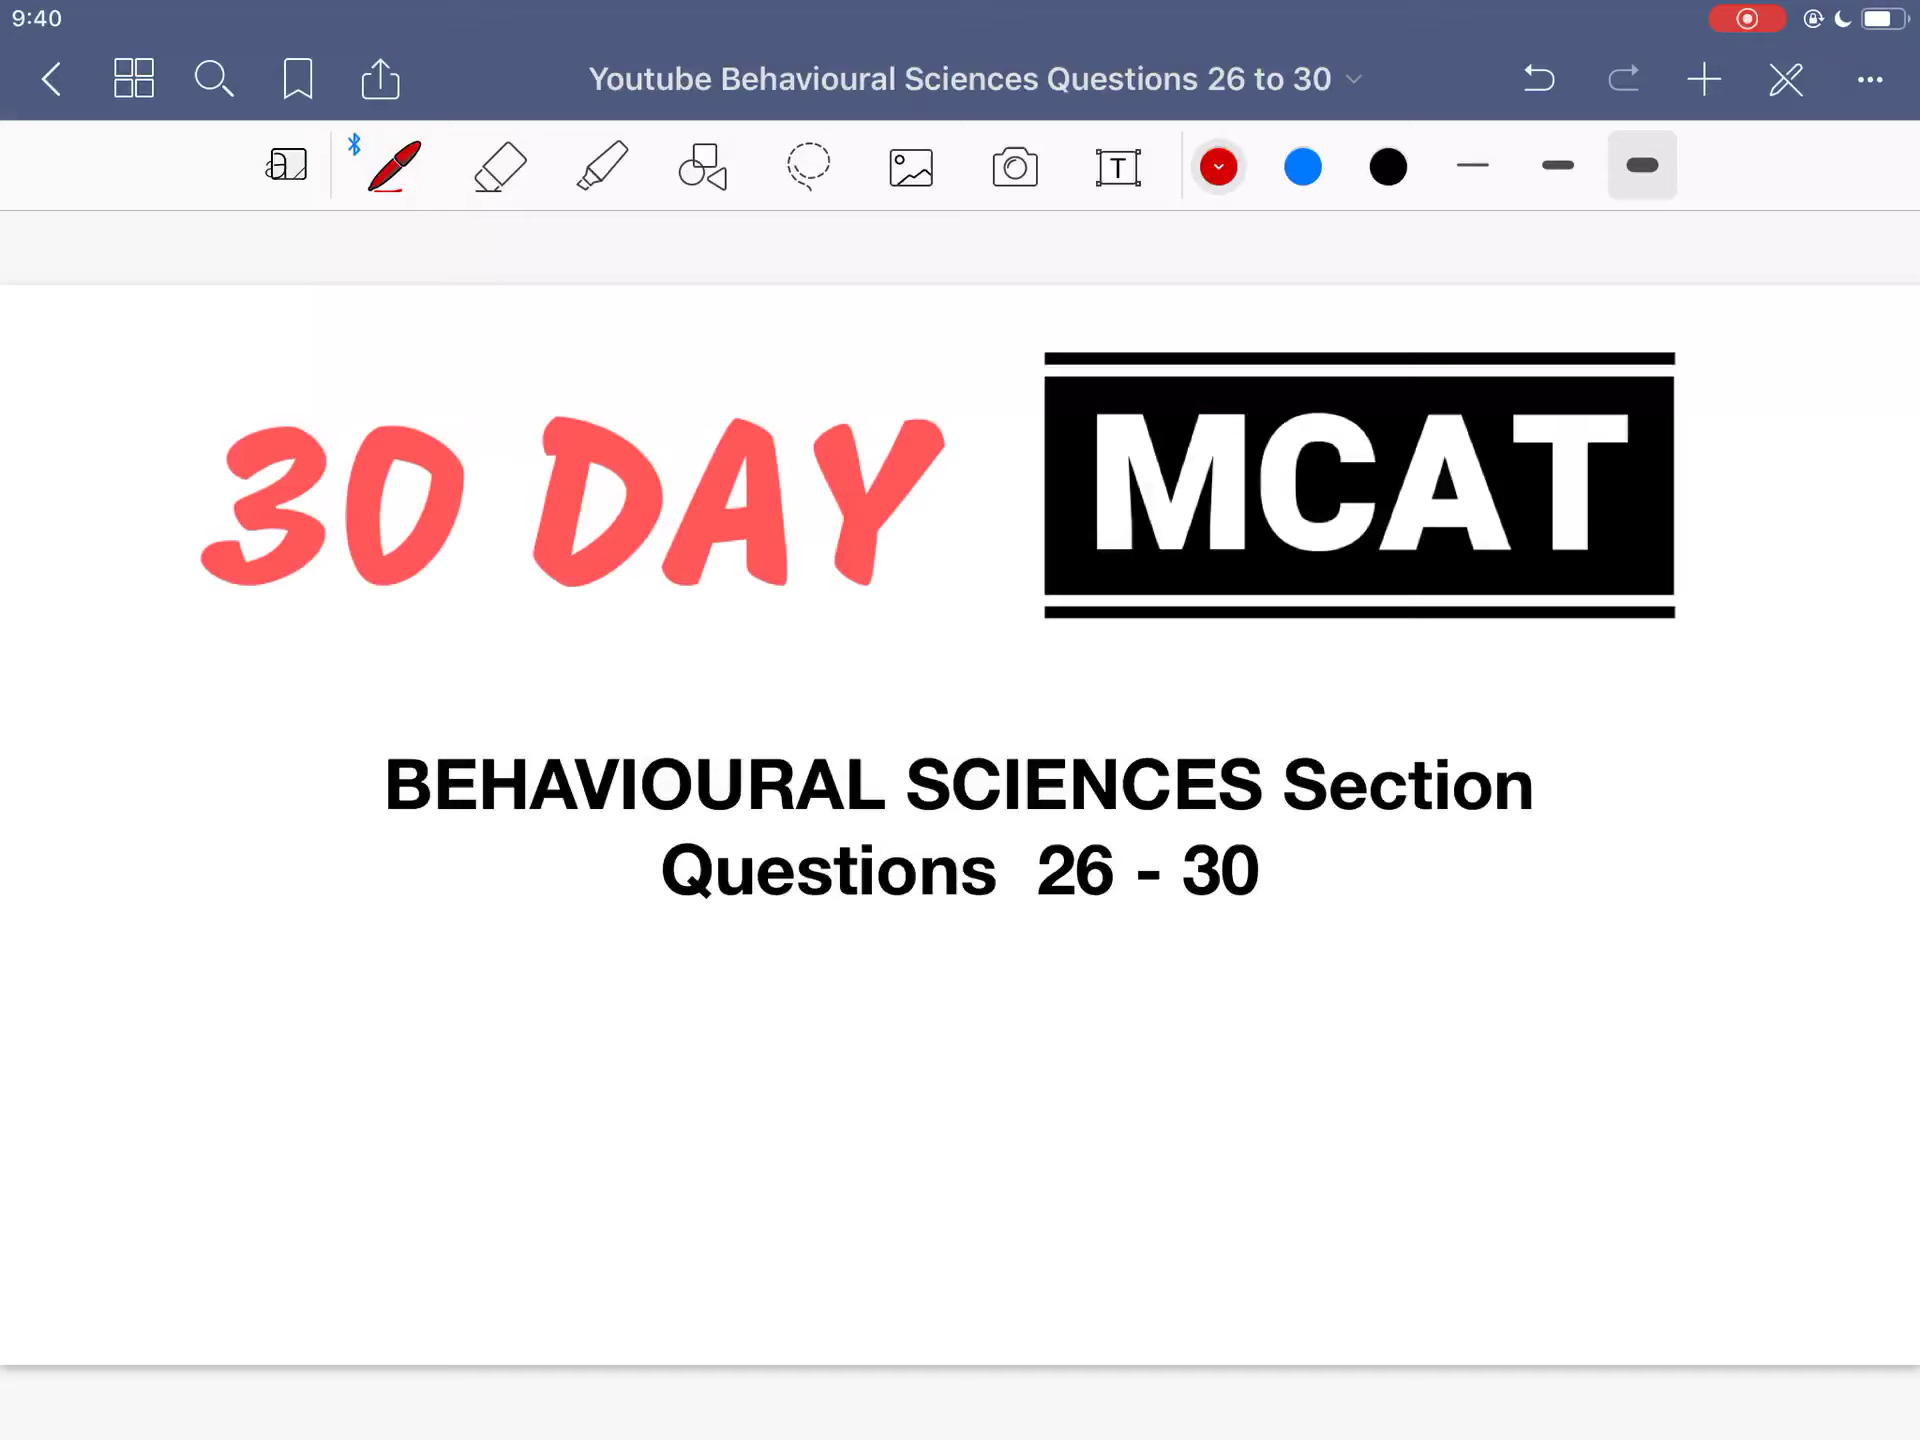 9:40
Youtube Behavioural Sciences Questions 26 to 30
a
T
30 DAY MCAT
BEHAVIOURAL SCIENCES Section
Questions 26 - 30